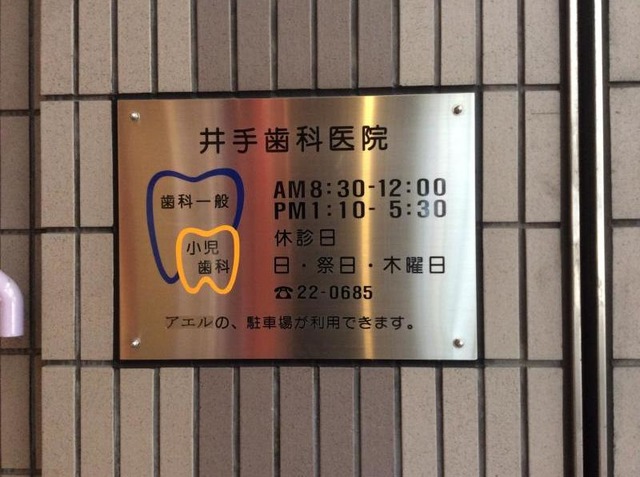 井手歯科医院
歯科一般
小児
歯科
AM8:30-12:00
PM1:10- 5:30
休診日
日・祭日・木曜日
☎22-0685
アエルの、駐車場が利用できます。